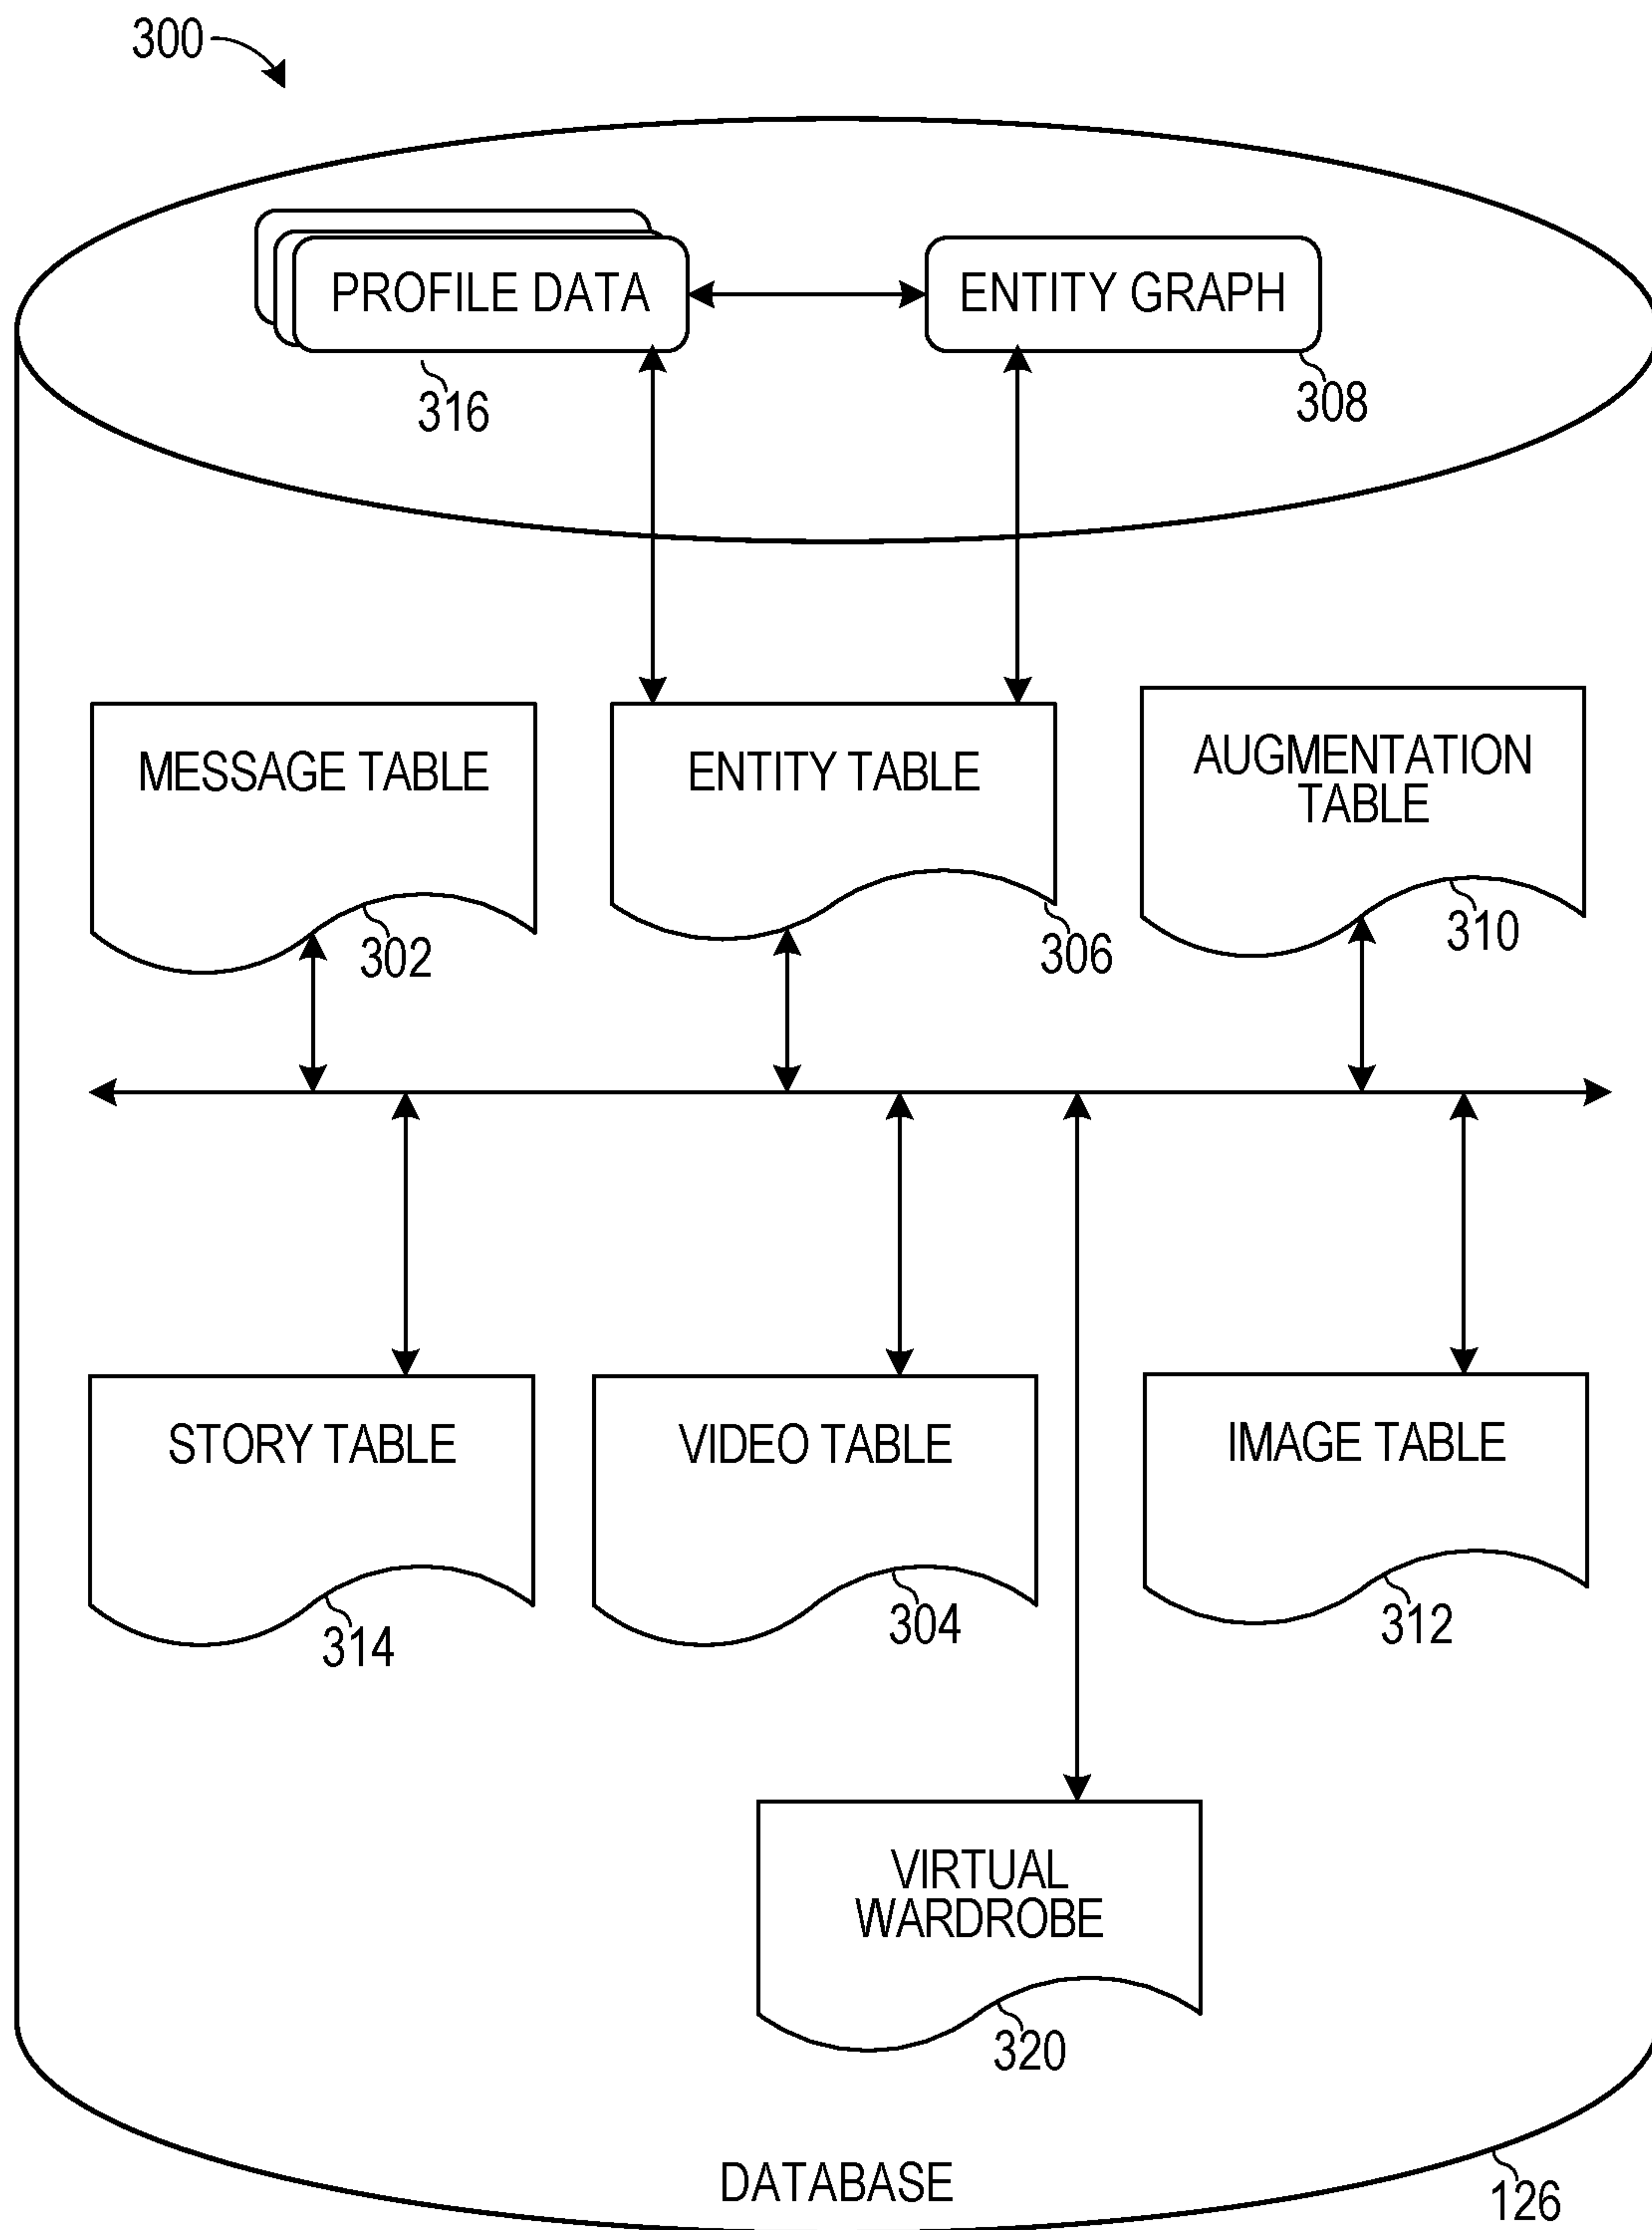 300
PROFILE DATA
ENTITY GRAPH
316
308
MESSAGE TABLE
ENTITY TABLE
AUGMENTATION
TABLE
302
306
310
STORY TABLE
VIDEO TABLE
IMAGE TABLE
314
304
312
VIRTUAL
WARDROBE
320
DATABASE
126